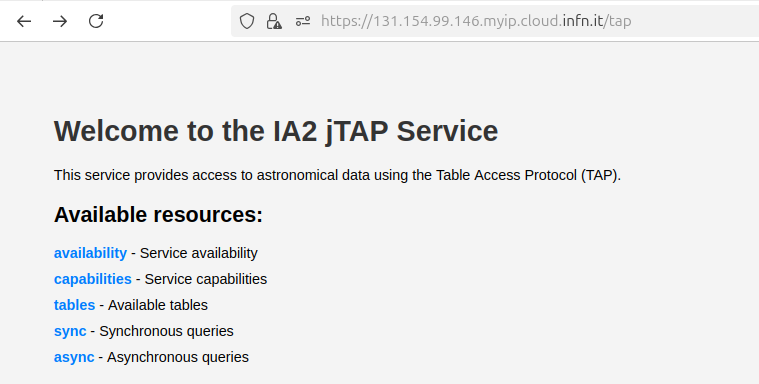 https://131.154.99.146.myip.cloud.infn.it/tap
Welcome to the IA2 jTAP Service
This service provides access to astronomical data using the Table Access Protocol (TAP).
Available resources:
availability - Service availability
capabilities - Service capabilities
tables - Available tables
sync - Synchronous queries
async - Asynchronous queries